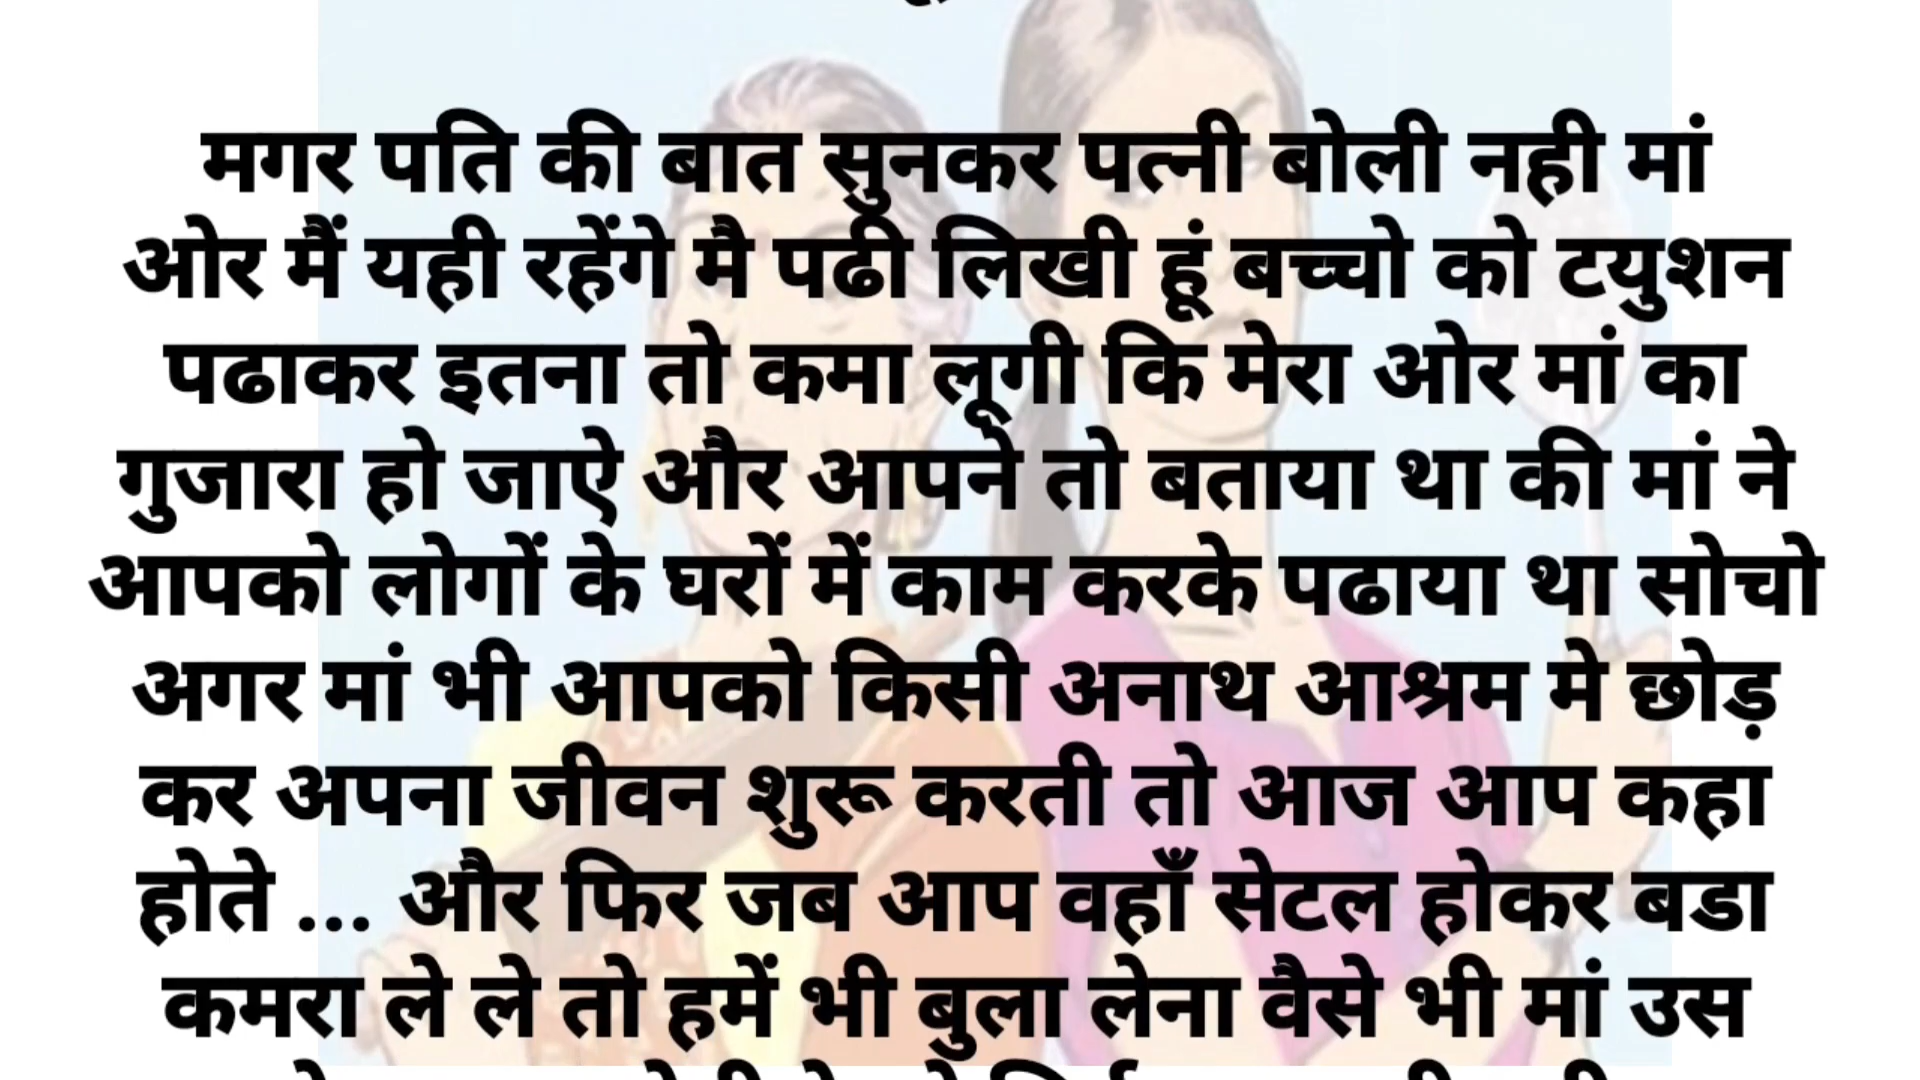 मगर पति की बात सुनकर पत्नी बोली नही मां
ओर मैं यही रहेंगे मै पढी लिखी हूं बच्चो को टयुशन
पढाकर इतना तो कमा लूगी कि मेरा ओर मां का
गुजारा हो जाऐ और आपने तो बताया था की मां ने
आपको लोगों के घरों में काम करके पढाया था सोचो
अगर मां भी आपको किसी अनाथ आश्रम मे छोड़
कर अपना जीवन शुरू करती तो आज आप कहा
होते ... और फिर जब आप वहाँ सेटल होकर बडा
कमरा ले ले तो हमें भी बुला लेना वैसे भी मां उस